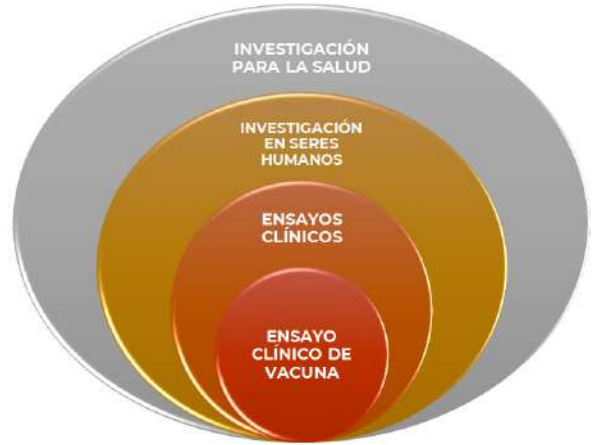 INVESTIGACIÓN
PARA LA SALUD
INVESTIGACIÓN
EN SERES
HUMANOS
ENSAYOS
CLÍNICOS
ENSAYO
CLÍNICO DE
VACUNA